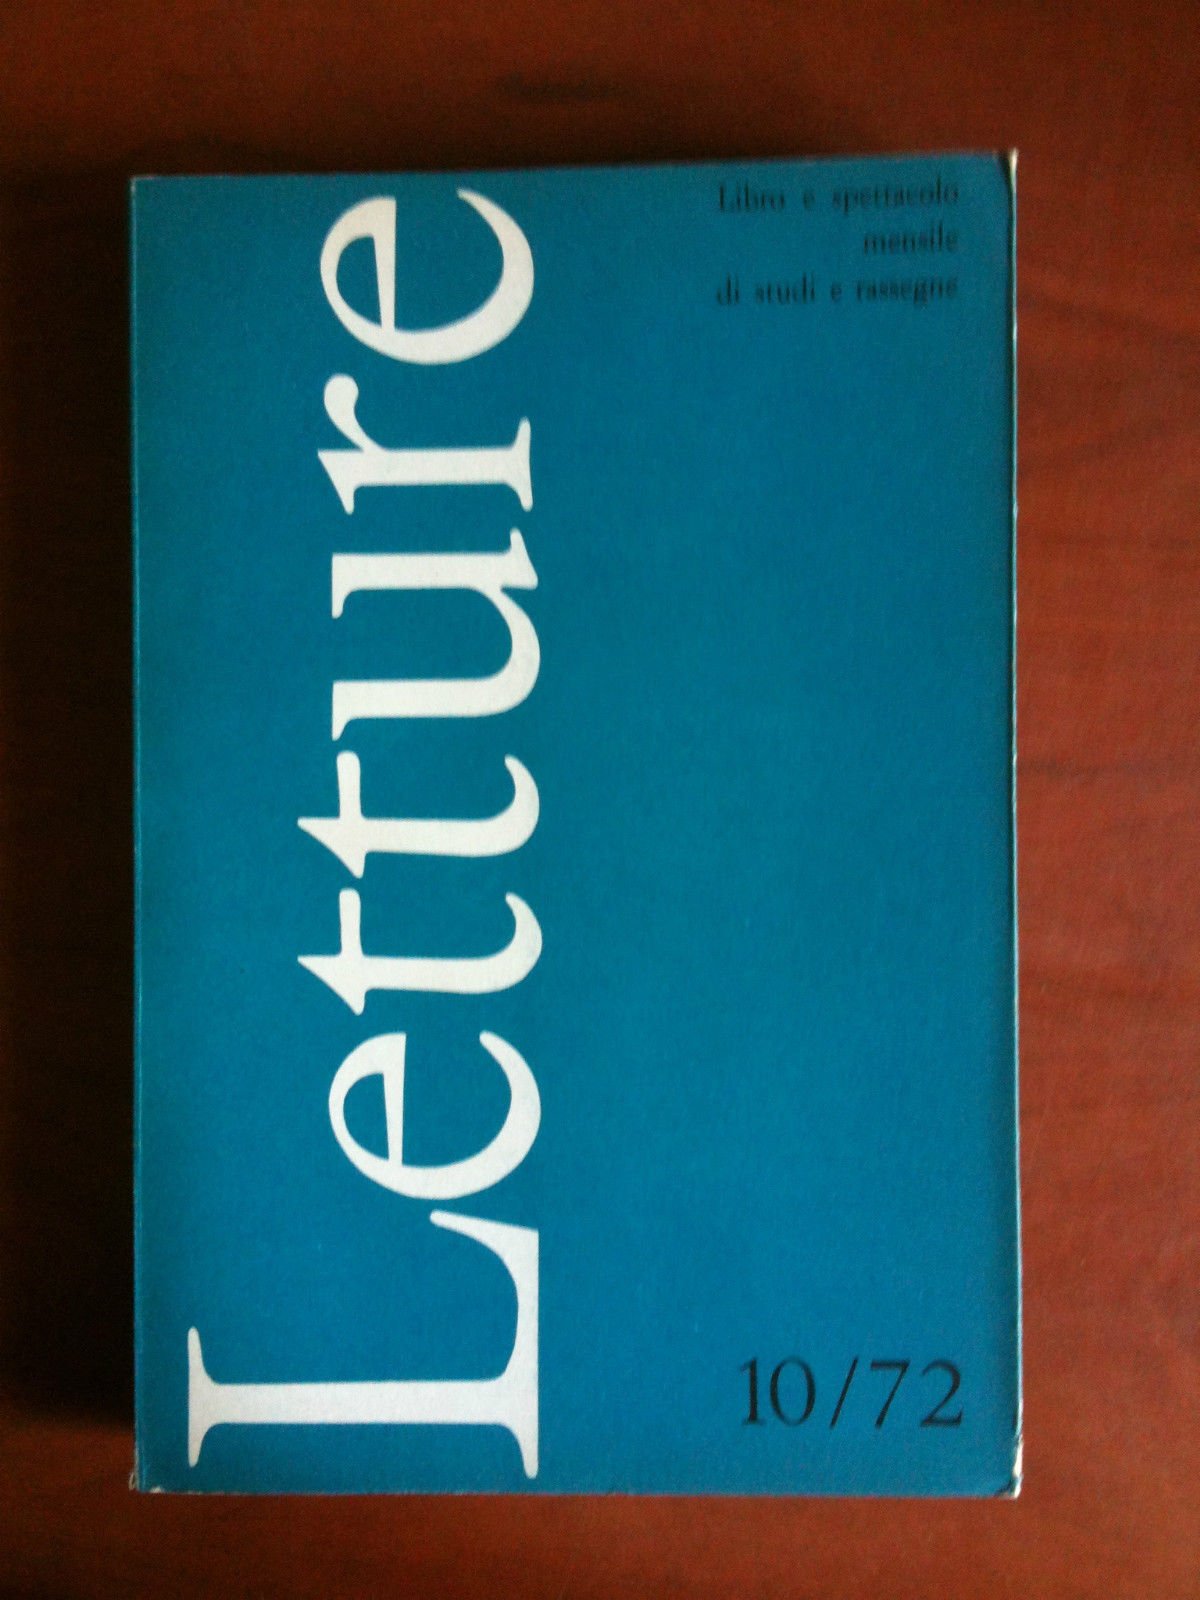 Letture
Libro e spettacolo
mensile
di studi e rassegne
10/72